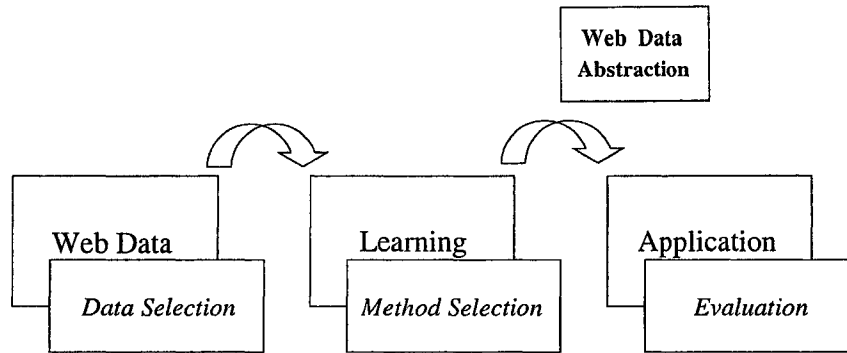 Web Data
Abstraction
Web Data
Learning
Application
Data Selection
Method Selection
Evaluation